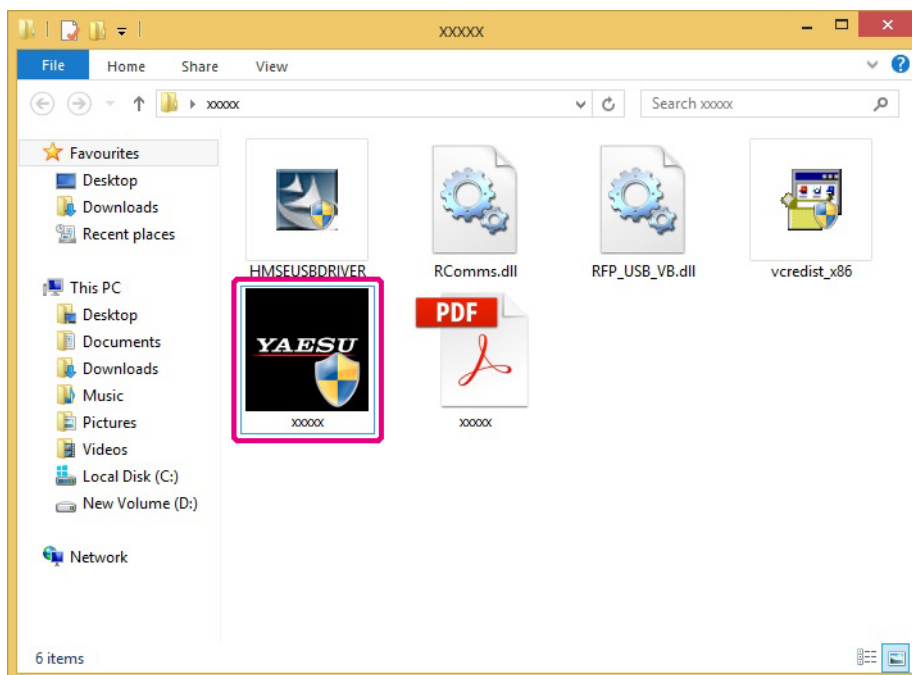 xxxxx
File Home Share View
xxxxx
Search xxxxx
Favourites
Desktop
Downloads
Recent places
This PC
Desktop
Documents
Downloads
Music
Pictures
Videos
Local Disk (C:)
New Volume (D:)
Network
HMSEUSBDRIVER
RComms.dll
RFP_USB_VB.dll
vcredist_x86
YAESU
xxxxx
PDF
xxxxx
6 items